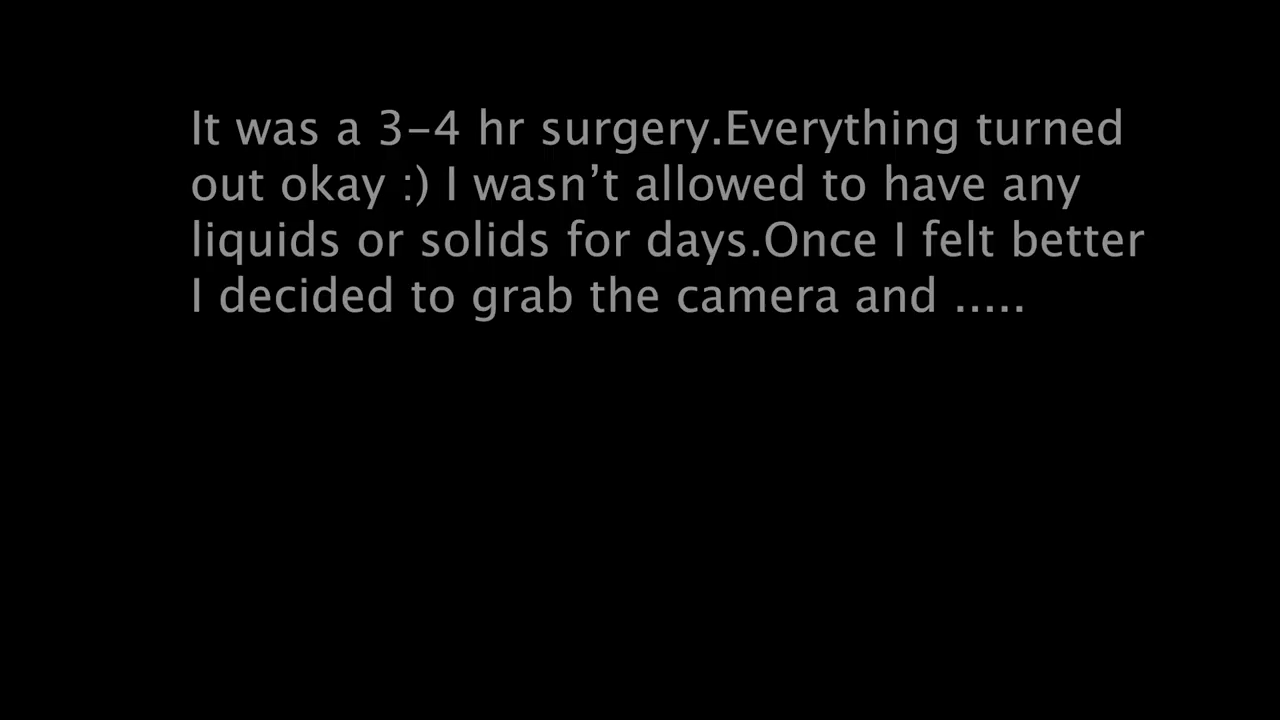 It was a 3-4 hr surgery.Everything turned
out okay :) I wasn’t allowed to have any
liquids or solids for days.Once I felt better
I decided to grab the camera and .....